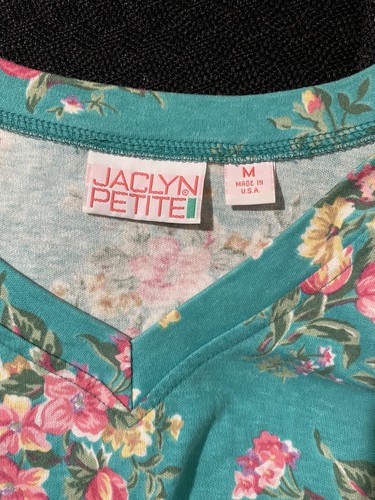 JACLYN
PETITE®
M
MADE IN
U.S.A.